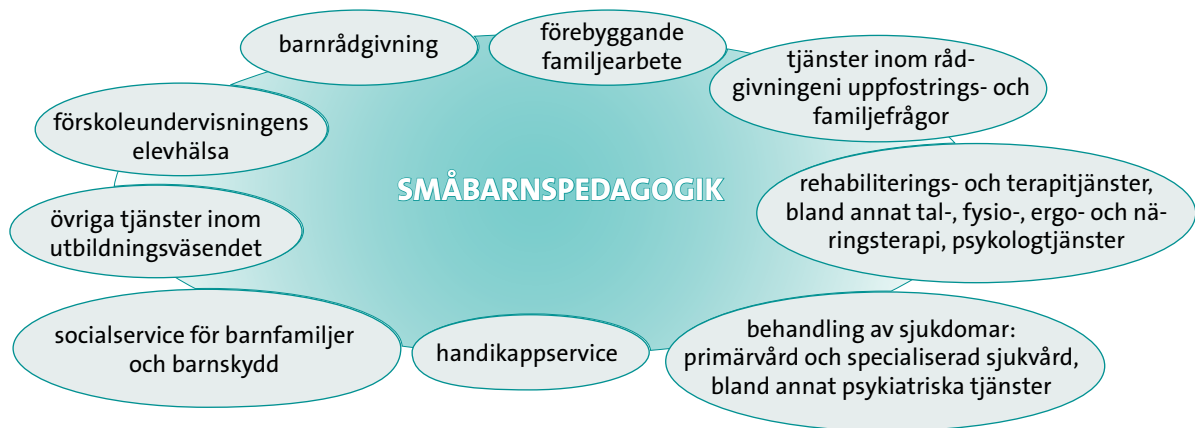 barnrådgivning
förebyggande
familjearbete
tjänster inom råd-
givningeni uppfostrings- och
familjefrågor
förskoleundervisningens
elevhälsa
SMÅBARNSPEDAGOGIK
rehabiliterings- och terapitjänster,
bland annat tal-, fysio-, ergo- och nä-
ringsterapi, psykologtjänster
övriga tjänster inom
utbildningsväsendet
socialservice för barnfamiljer
och barnskydd
handikappservice
behandling av sjukdomar:
primärvård och specialiserad sjukvård,
bland annat psykiatriska tjänster